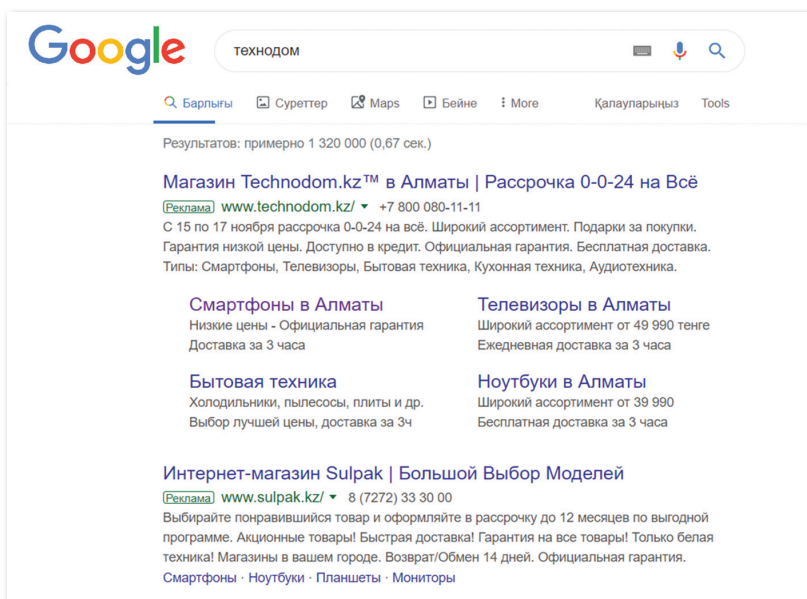 Google
технодом
Барлығы Суреттер Maps Бейне More Қалауларыңыз Tools
Результатов: примерно 1 320 000 (0,67 сек.)
Магазин Technodom.kz™ в Алматы | Рассрочка 0-0-24 на Всё
Реклама www.technodom.kz/ +7 800 080-11-11
С 15 по 17 ноября рассрочка 0-0-24 на всё. Широкий ассортимент. Подарки за покупки.
Гарантия низкой цены. Доступно в кредит. Официальная гарантия. Бесплатная доставка.
Типы: Смартфоны, Телевизоры, Бытовая техника, Кухонная техника, Аудиотехника.
Смартфоны в Алматы
Низкие цены - Официальная гарантия
Доставка за 3 часа
Телевизоры в Алматы
Широкий ассортимент от 49 990 тенге
Ежедневная доставка за 3 часа
Бытовая техника
Холодильники, пылесосы, плиты и др.
Выбор лучшей цены, доставка за 3ч
Ноутбуки в Алматы
Широкий ассортимент от 39 990
Бесплатная доставка за 3 часа
Интернет-магазин Sulpak | Большой Выбор Моделей
Реклама www.sulpak.kz/ 8 (7272) 33 30 00
Выбирайте понравившийся товар и оформляйте в рассрочку до 12 месяцев по выгодной
программе. Акционные товары! Быстрая доставка! Гарантия на все товары! Только белая
техника! Магазины в вашем городе. Возврат/Обмен 14 дней. Официальная гарантия.
Смартфоны · Ноутбуки · Планшеты · Мониторы